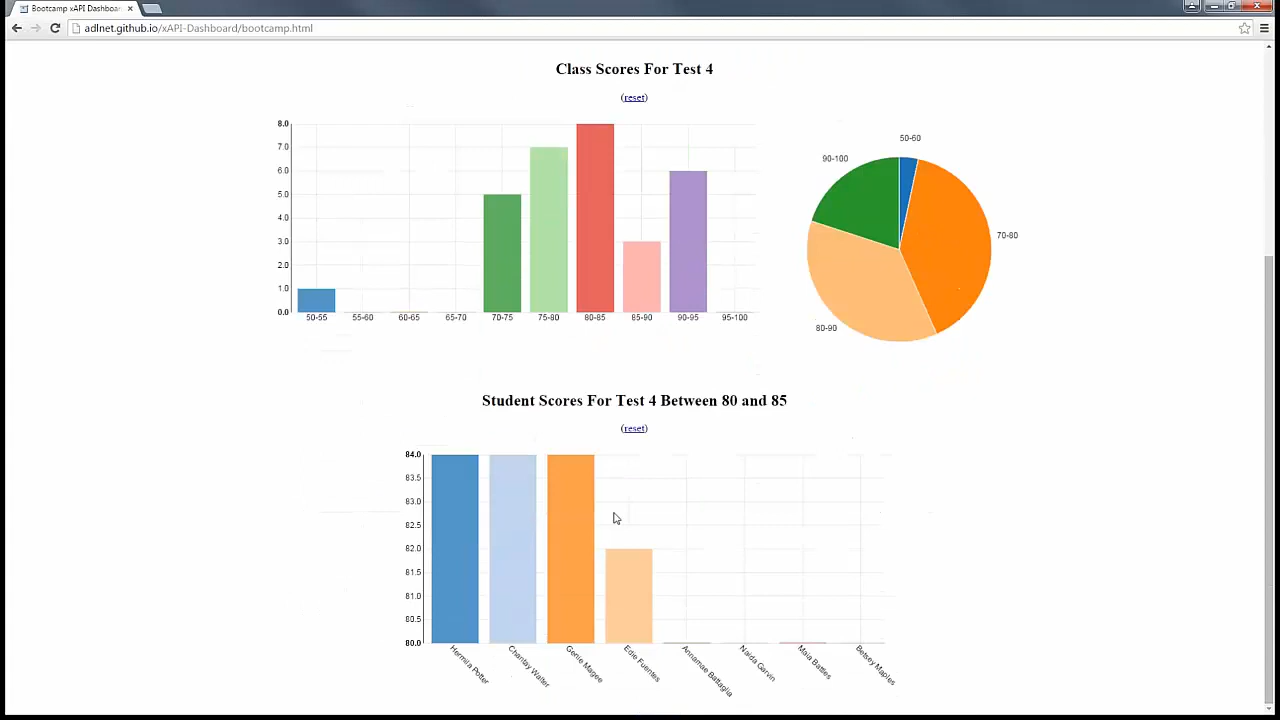 Bootcamp xAPI-Dashboa
adlnet.github.io/xAPI-Dashboard/bootcamp.html
Class Scores For Test 4
(reset)
8.0
7.0
6.0
5.0
4.0
3.0
2.0
1.0
0.0
50-55 55-60 60-65 65-70 70-75 75-80 80-85 85-90 90-95 95-100
50-60
90-100
70-80
80-90
Student Scores For Test 4 Between 80 and 85
(reset)
84.0
83.5
83.0
82.5
82.0
81.5
81.0
80.5
80.0
Hermila Potter
Chantay Walter
Genie Magee
Edie Fuentes
Annamae Battaglia
Naida Garvin
Maia Battles
Betsey Maples